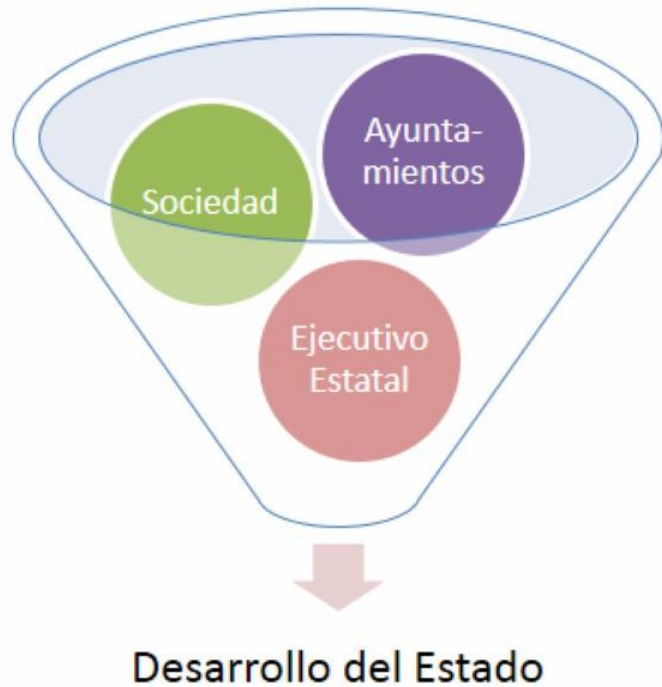 Ayunta-
mientos
Sociedad
Ejecutivo
Estatal
Desarrollo del Estado